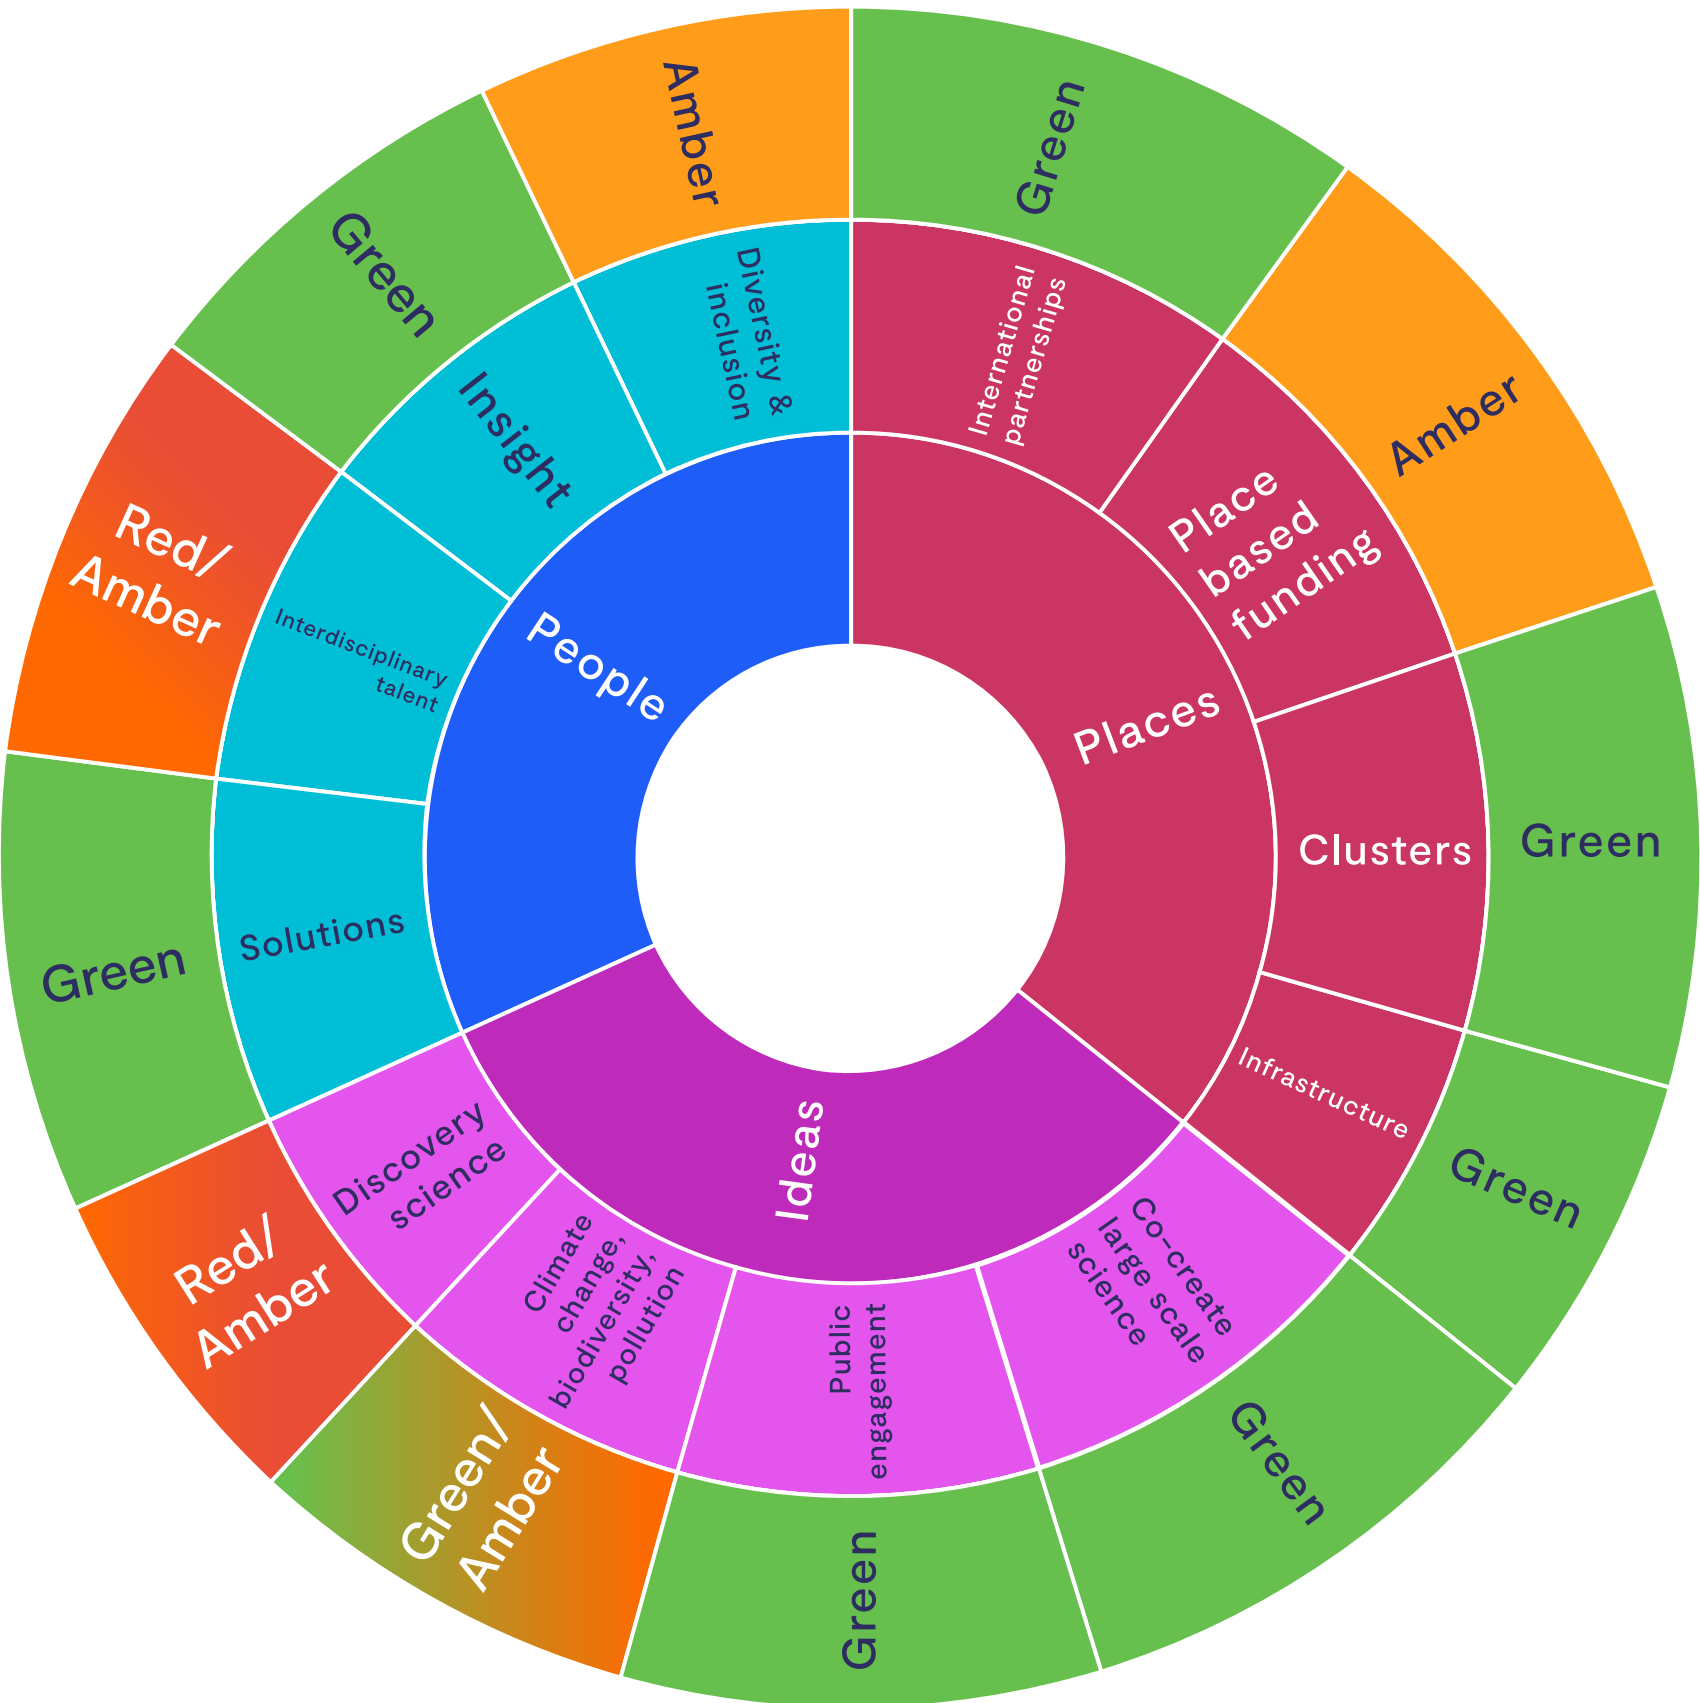 Green
Amber
Green
Green
Green
Green
Green/
Amber
Red/
Amber
Green
Red/
Amber
Green
Amber
International
partnerships
Place
based
funding
Clusters
Infrastructure
Co-create
large scale
science
Public
engagement
Climate
change,
biodiversity,
pollution
Discovery
science
Solutions
Interdisciplinary
talent
Insight
Diversity &
inclusion
Places
Ideas
People